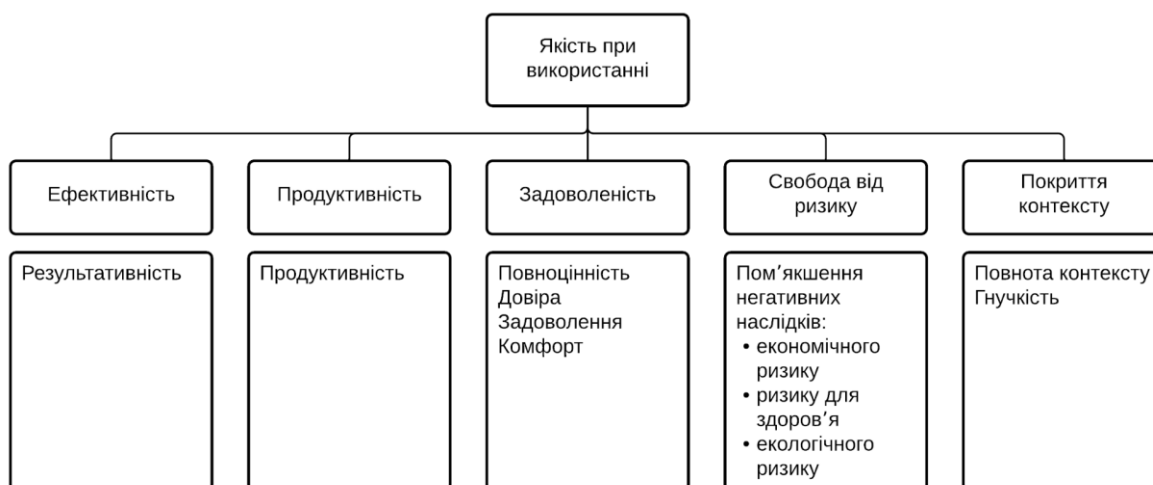 Якість при
використанні
Ефективність
Продуктивність
Задоволеність
Свобода від
ризику
Покриття
контексту
Результативність
Продуктивність
Повноцінність
Довіра
Задоволення
Комфорт
Пом’якшення
негативних
наслідків:
• економічного
ризику
• ризику для
здоров’я
• екологічного
ризику
Повнота контексту
Гнучкість